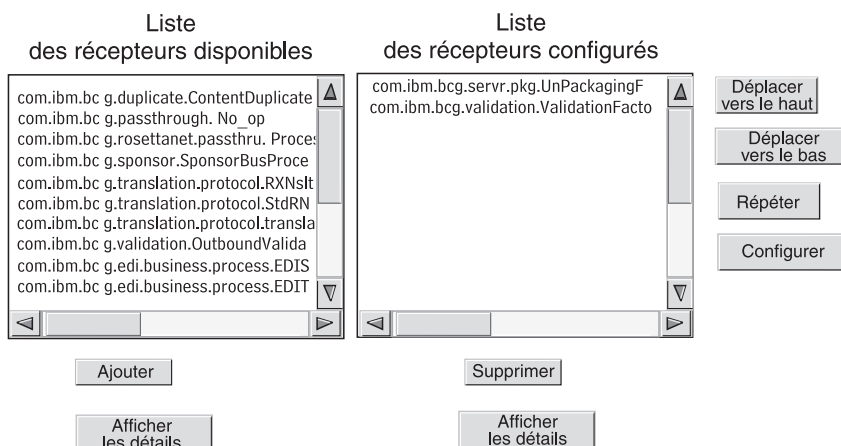 Liste
des récepteurs disponibles
com.ibm.bc g.duplicate.ContentDuplicate
com.ibm.bc g.passthrough. No_op
com.ibm.bc g.rosettanet.passthru. Proces
com.ibm.bc g.sponsor.SponsorBusProce
com.ibm.bc g.translation.protocol.RXNslt
com.ibm.bc g.translation.protocol.StdRN
com.ibm.bc g.translation.protocol.transla
com.ibm.bc g.validation.OutboundValida
com.ibm.bc g.edi.business.process.EDIS
com.ibm.bc g.edi.business.process.EDIT
Ajouter
Afficher
les détails
Liste
des récepteurs configurés
com.ibm.bcg.servr.pkg.UnPackagingF
com.ibm.bcg.validation.ValidationFacto
Supprimer
Afficher
les détails
Déplacer
vers le haut
Déplacer
vers le bas
Répéter
Configurer